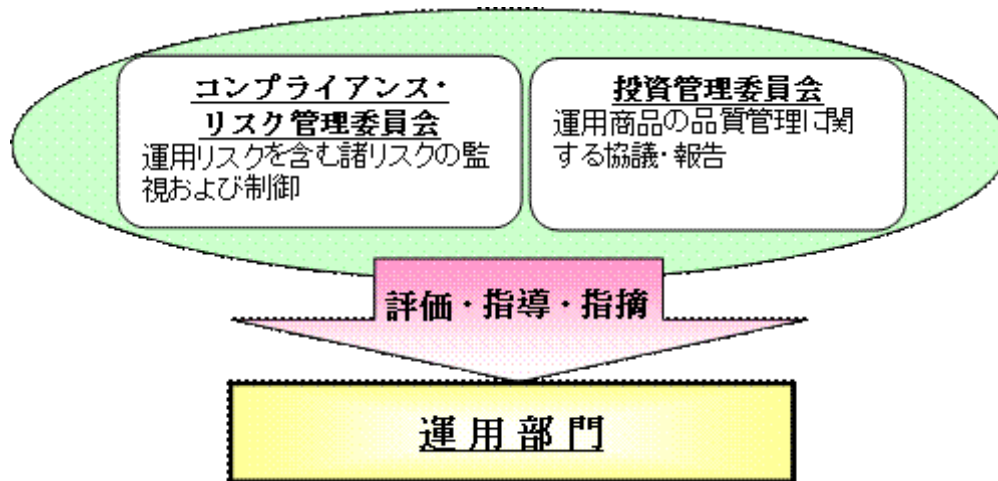 コンプライアンス・
リスク管理委員会
運用リスクを含む諸リスクの監
視および制御
投資管理委員会
運用商品の品質管理に関
する協議・報告
評価・指導・指摘
運用部門